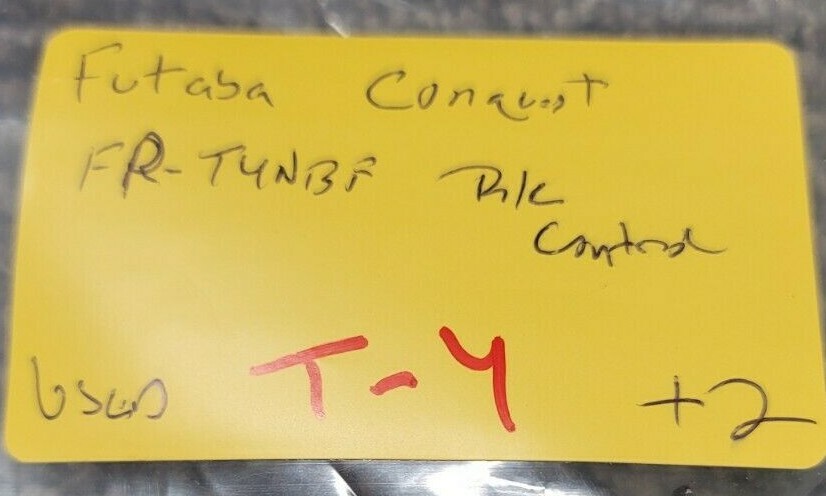 Futaba Conquest
FR-T4NBF R/C
Control
USED T-4 +2